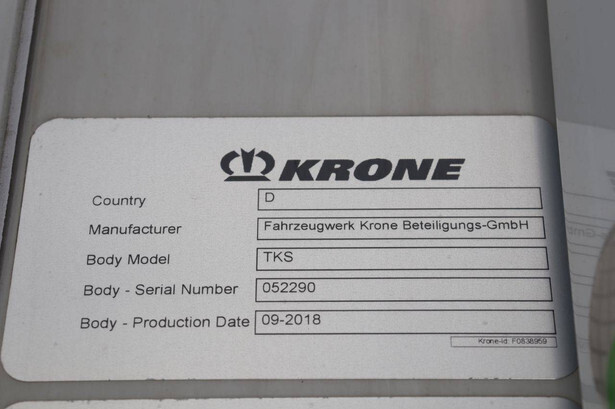 KRONE
Country D
Manufacturer Fahrzeugwerk Krone Beteiligungs-GmbH
Body Model TKS
Body - Serial Number 052290
Body - Production Date 09-2018
Krone-Id: F0838959